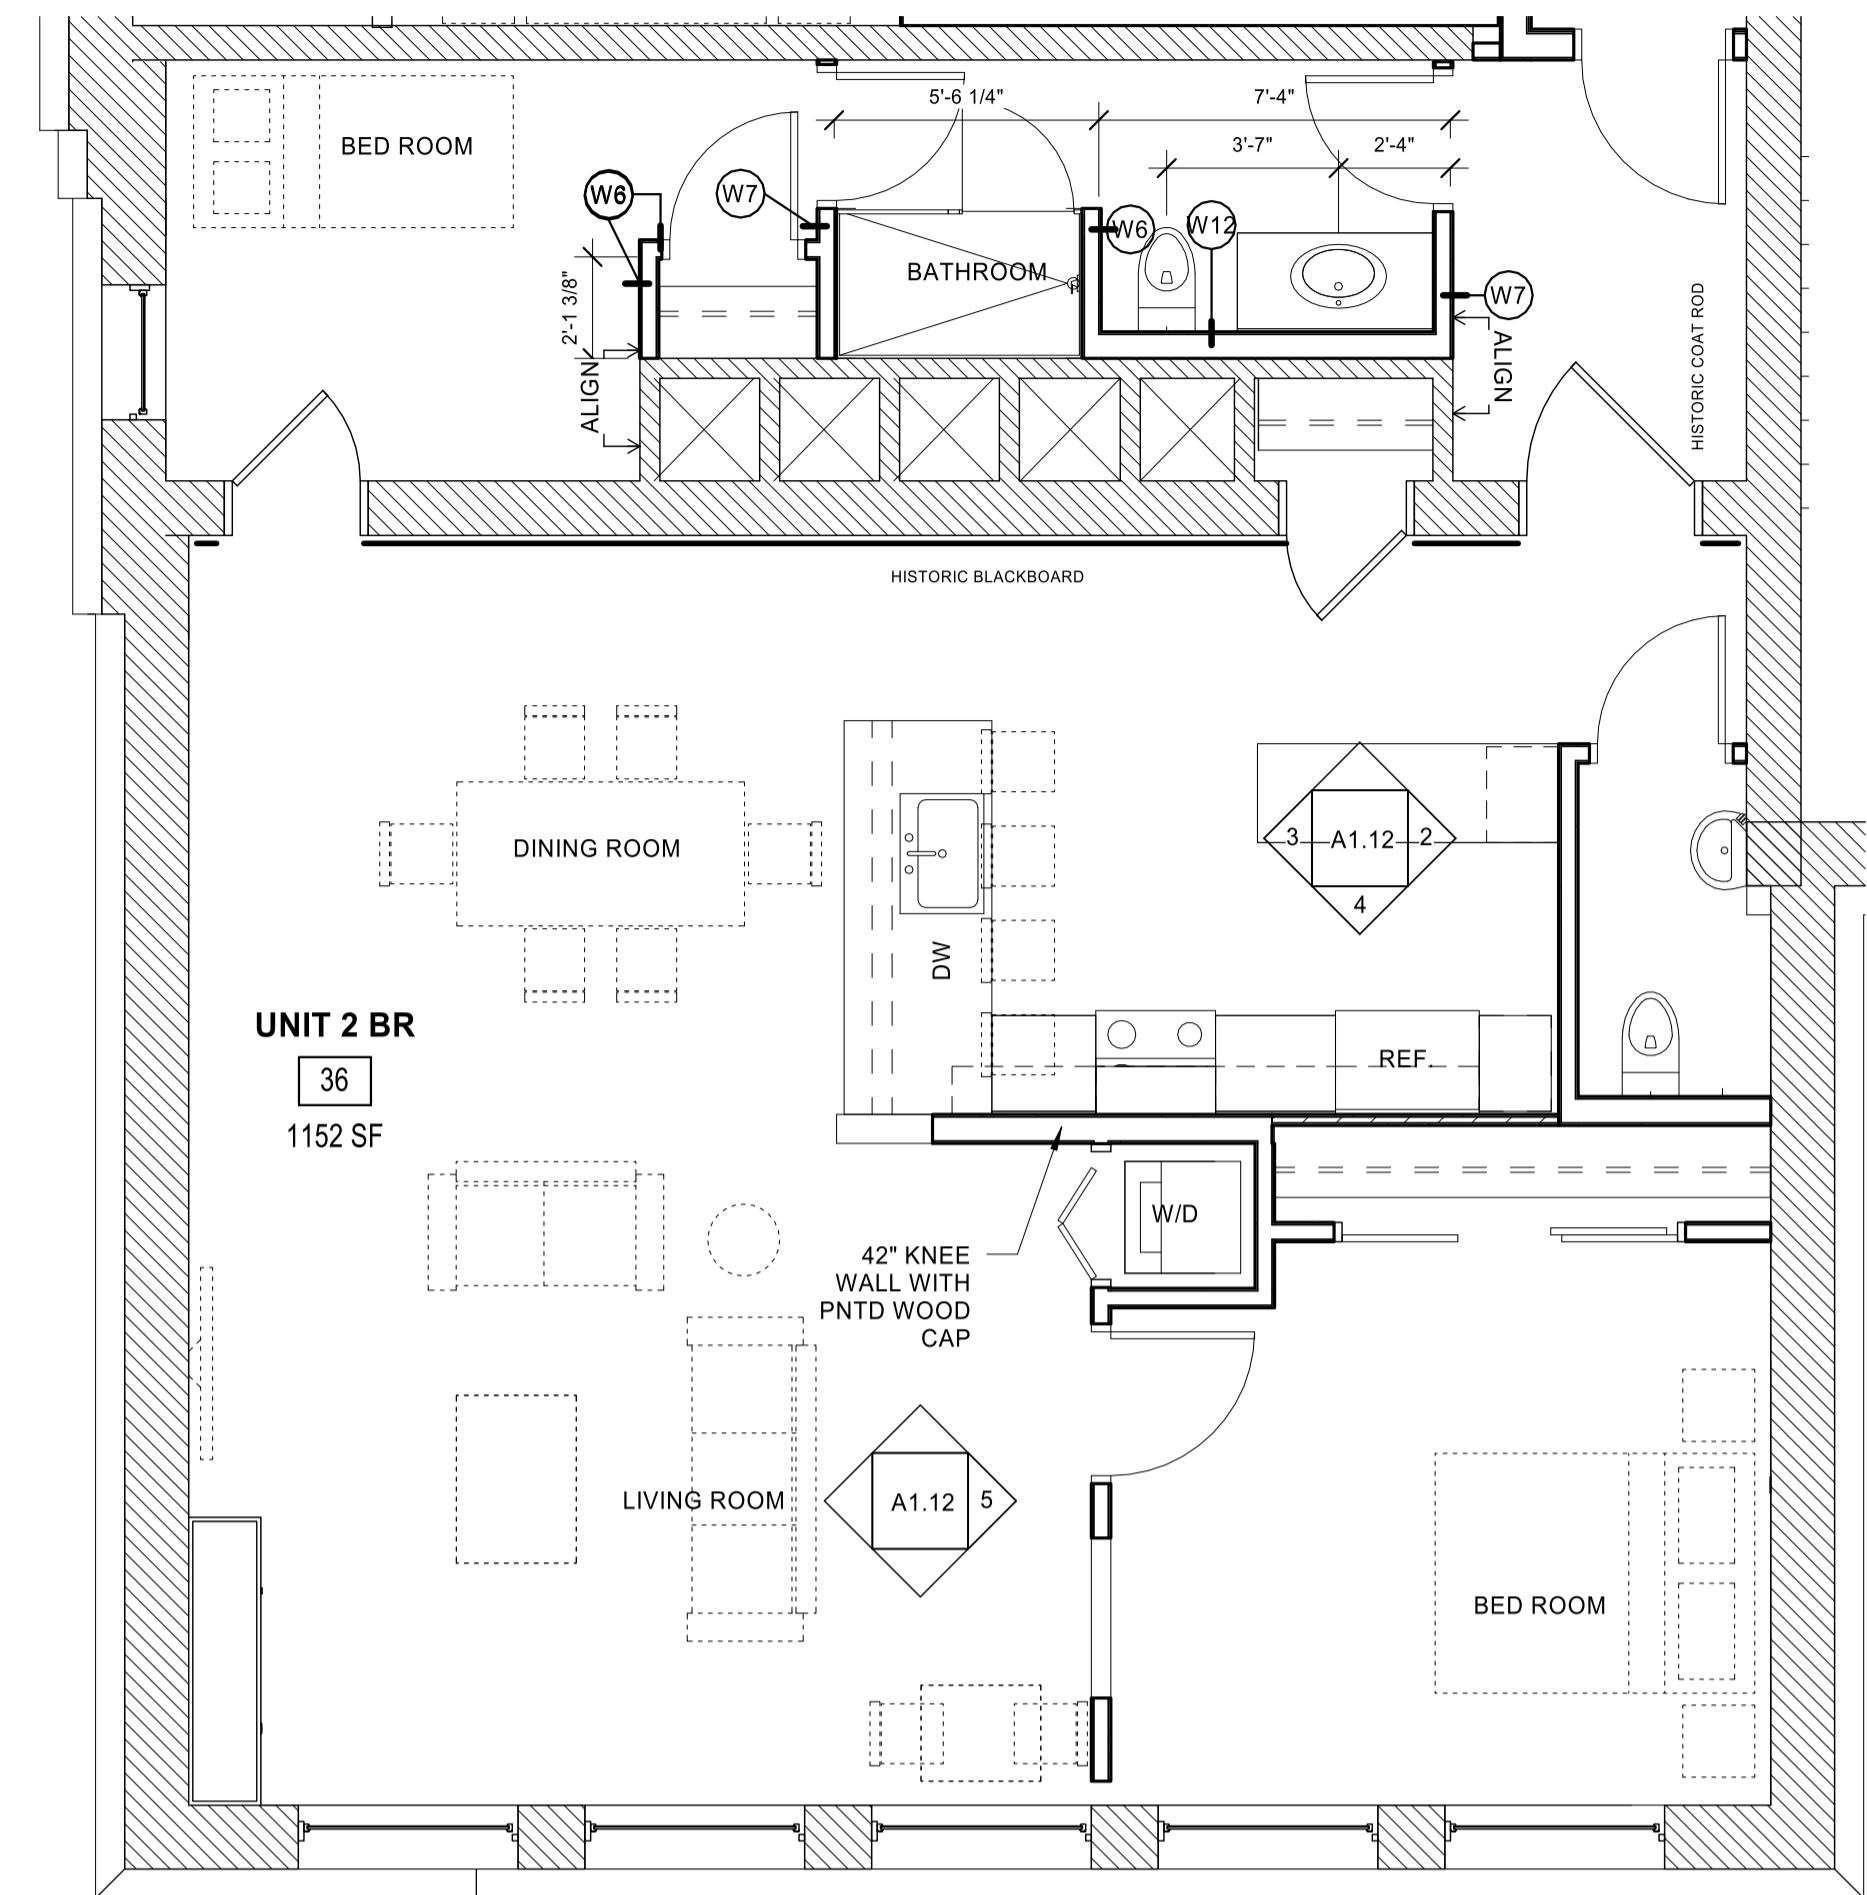 5'-6 1/4"
7'-4"
BED ROOM
3'-7"
2'-4"
W6
W7
W6
W12
BATHROOM
W7
2'-1 3/8"
ALIGN
ALIGN
HISTORIC COAT ROD
HISTORIC BLACKBOARD
DINING ROOM
3
A1.12
2
4
DW
UNIT 2 BR
36
1152 SF
REF.
W/D
42" KNEE
WALL WITH
PNTD WOOD
CAP
LIVING ROOM
A1.12
5
BED ROOM